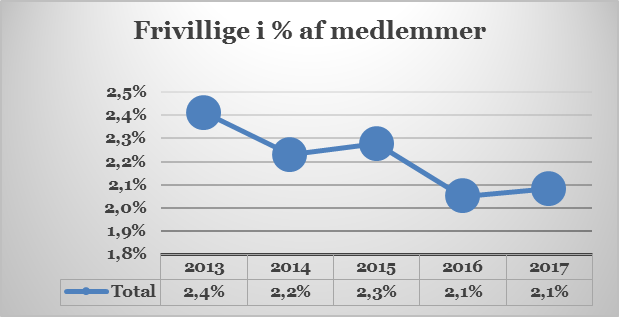 Frivillige i % af medlemmer
2,5%
2,4%
2,3%
2,2%
2,1%
2,0%
1,9%
1,8%
2013 2014 2015 2016 2017
Total 2,4% 2,2% 2,3% 2,1% 2,1%